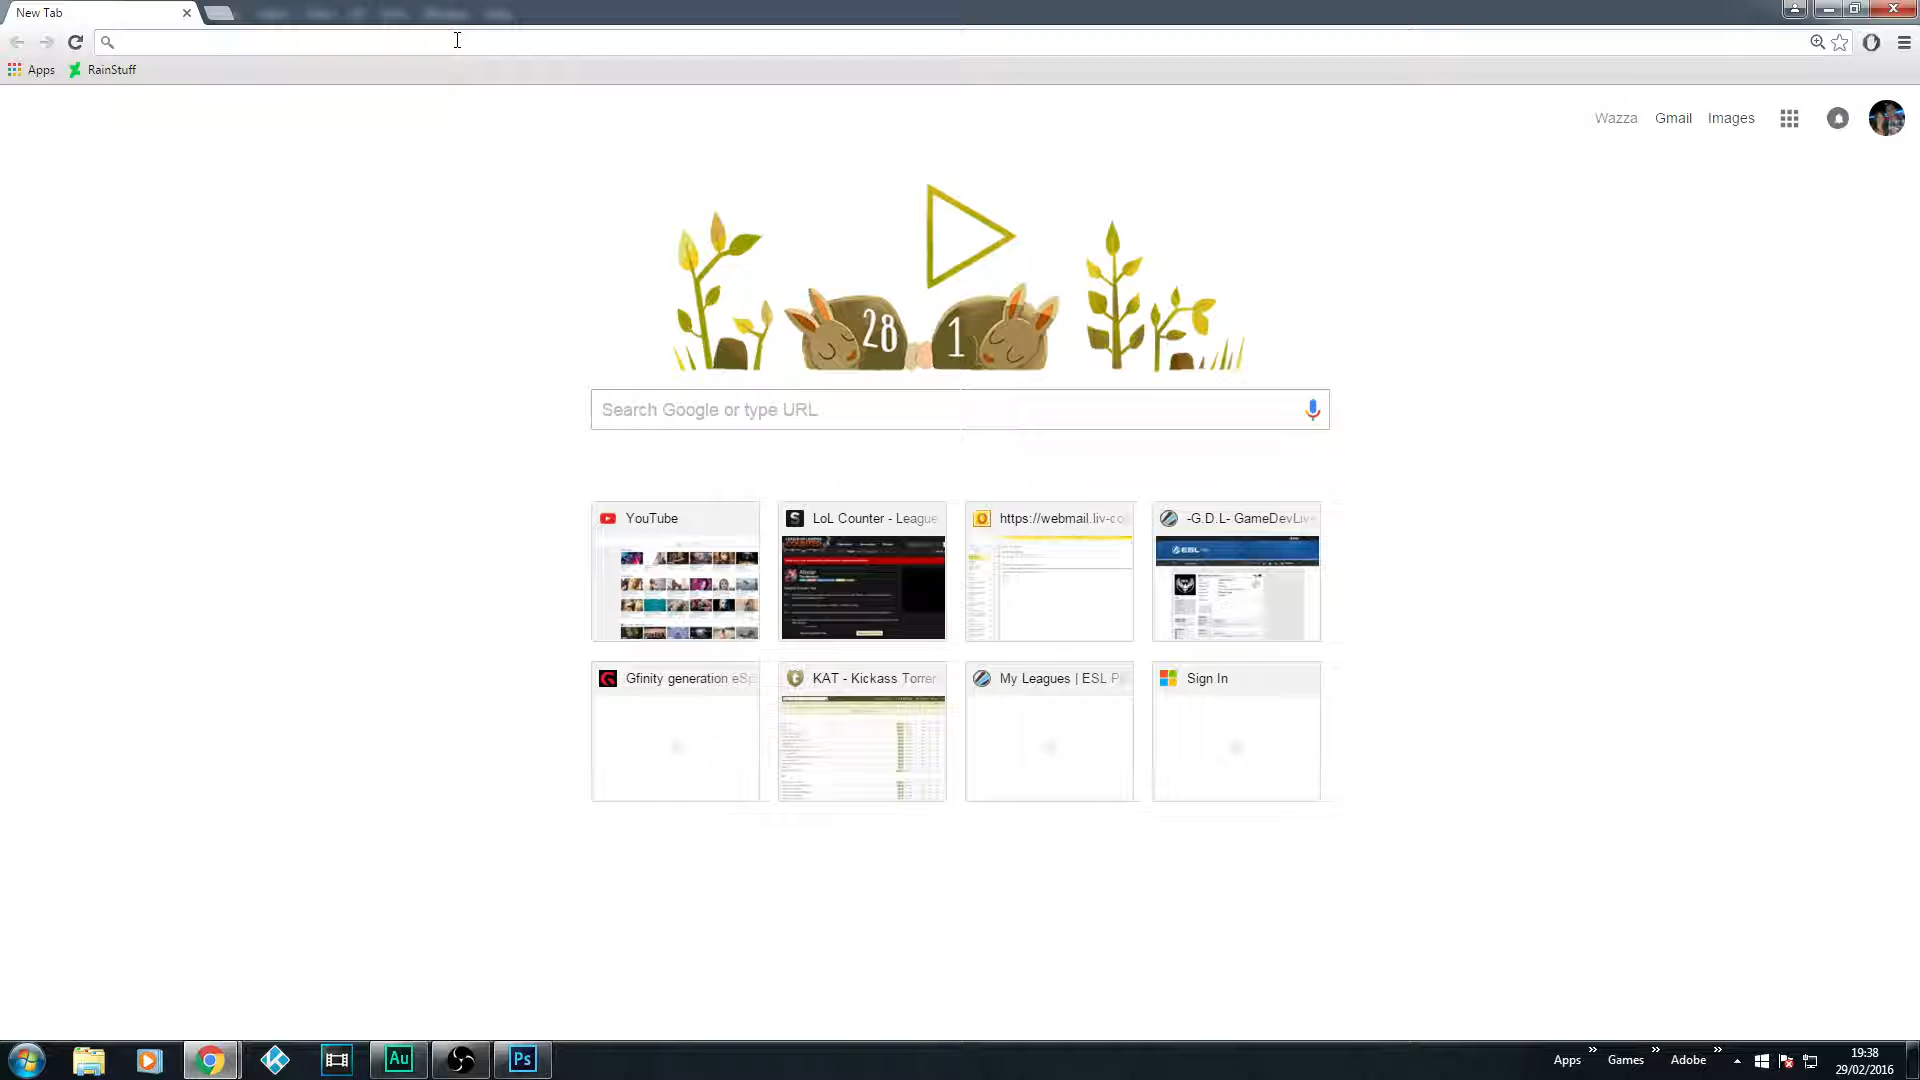 New Tab
Apps
RainStuff
Wazza
Gmail
Images
28
1
Search Google or type URL
YouTube
LoL Counter - League
https://webmail.liv-co
-G.D.L- GameDevLiv
ESL
Gfinity generation eSp
KAT - Kickass Torrer
My Leagues | ESL P
Sign In
Au
Ps
Apps
Games
Adobe
19:38
29/02/2016